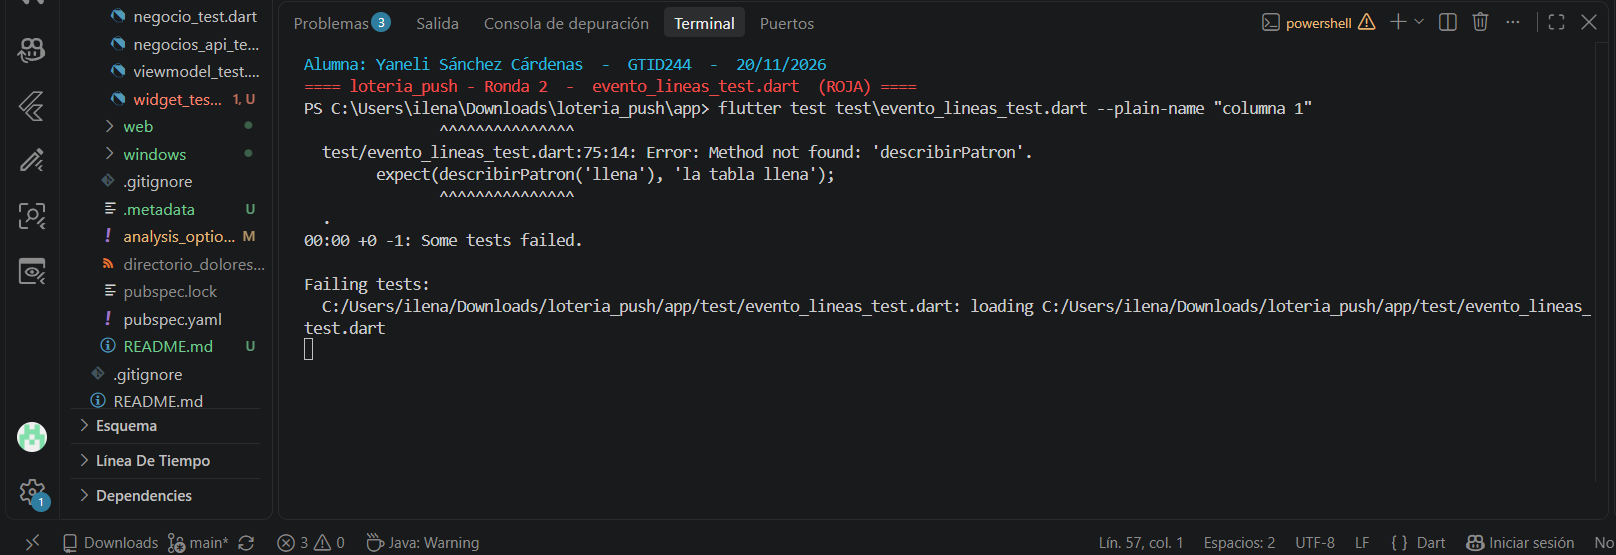 negocio_test.dart
negocios_api_te...
viewmodel_test....
widget_tes... 1, U
web
windows
.gitignore
.metadata U
analysis_optio... M
directorio_dolores...
pubspec.lock
pubspec.yaml
README.md U
.gitignore
README.md
Esquema
Línea De Tiempo
Dependencies
1
Problemas 3 Salida Consola de depuración Terminal Puertos
powershell
Alumna: Yaneli Sánchez Cárdenas - GTID244 - 20/11/2026
==== loteria_push - Ronda 2 - evento_lineas_test.dart (ROJA) ====
PS C:\Users\ilena\Downloads\loteria_push\app> flutter test test\evento_lineas_test.dart --plain-name "columna 1"
^^^^^^^^^^^^^^^
test/evento_lineas_test.dart:75:14: Error: Method not found: 'describirPatron'.
expect(describirPatron('llena'), 'la tabla llena');
^^^^^^^^^^^^^^^
.
00:00 +0 -1: Some tests failed.
Failing tests:
C:/Users/ilena/Downloads/loteria_push/app/test/evento_lineas_test.dart: loading C:/Users/ilena/Downloads/loteria_push/app/test/evento_lineas_
test.dart
Downloads main* 3 0 Java: Warning Lín. 57, col. 1 Espacios: 2 UTF-8 LF { } Dart Iniciar sesión No